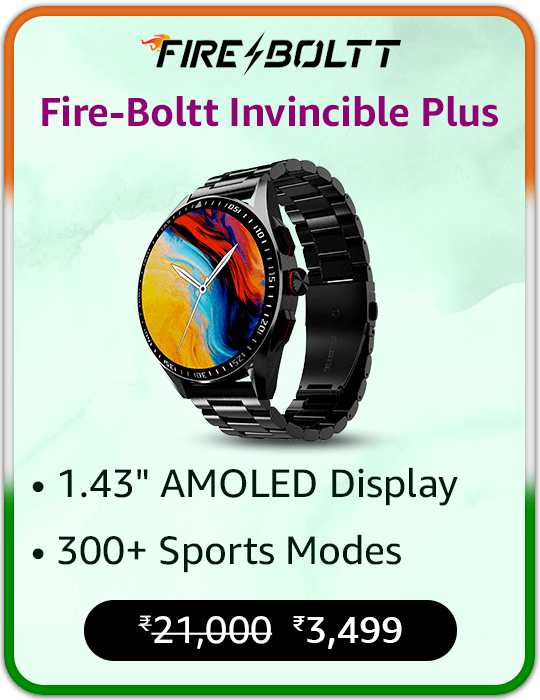 FIRE BOLTT
Fire-Boltt Invincible Plus
• 1.43" AMOLED Display
• 300+ Sports Modes
₹21,000 ₹3,499